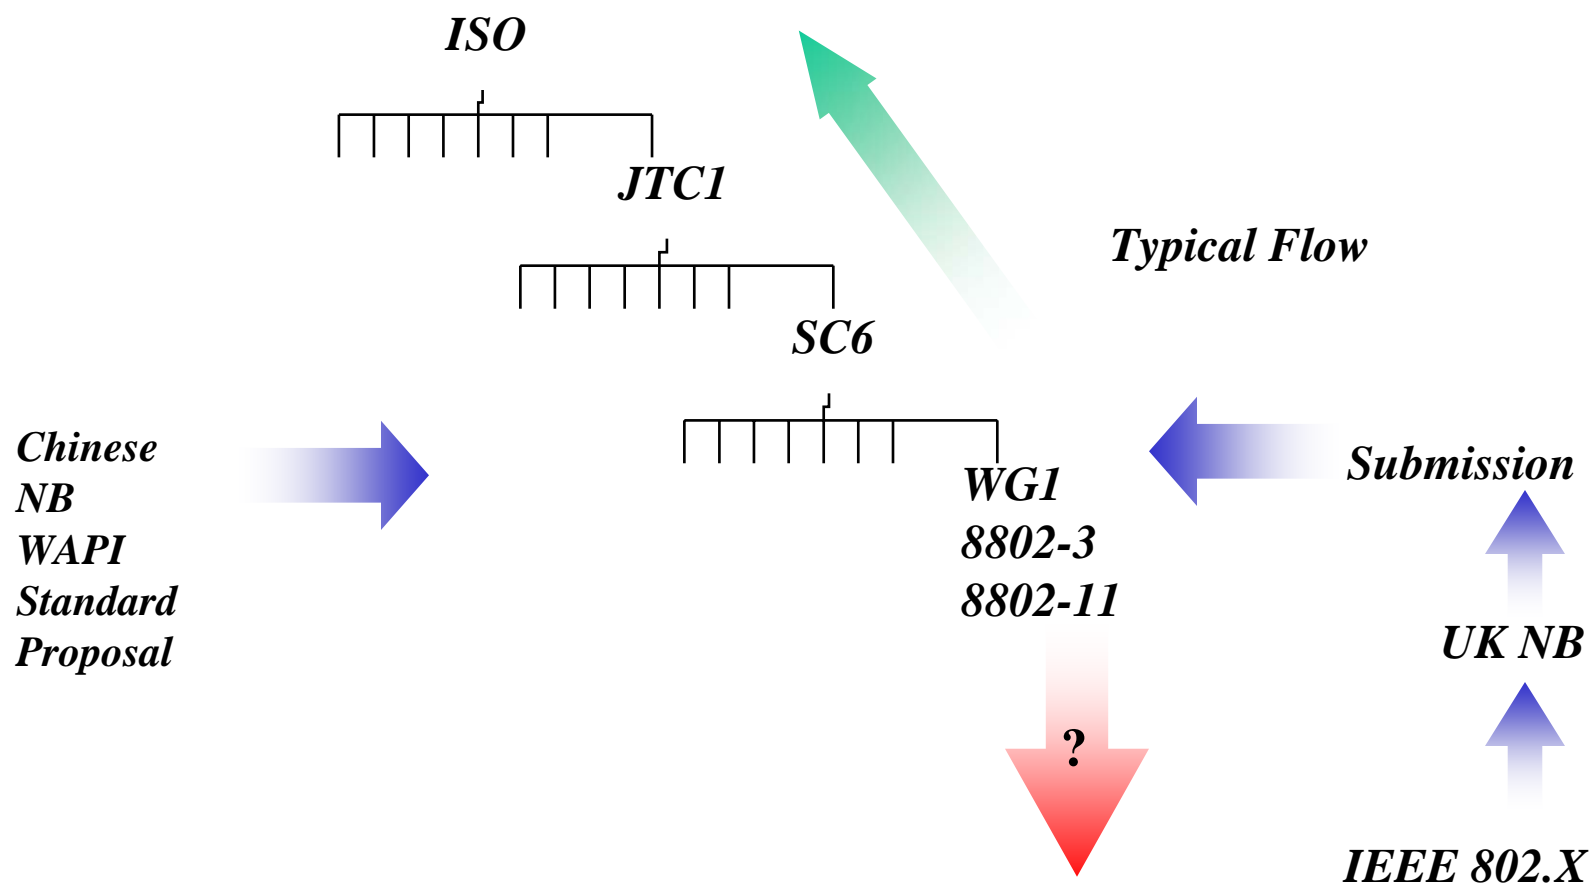 ISO
JTC1
Typical Flow
SC6
Chinese
NB
WAPI
Standard
Proposal
WG1
8802-3
8802-11
Submission
UK NB
?
IEEE 802.X